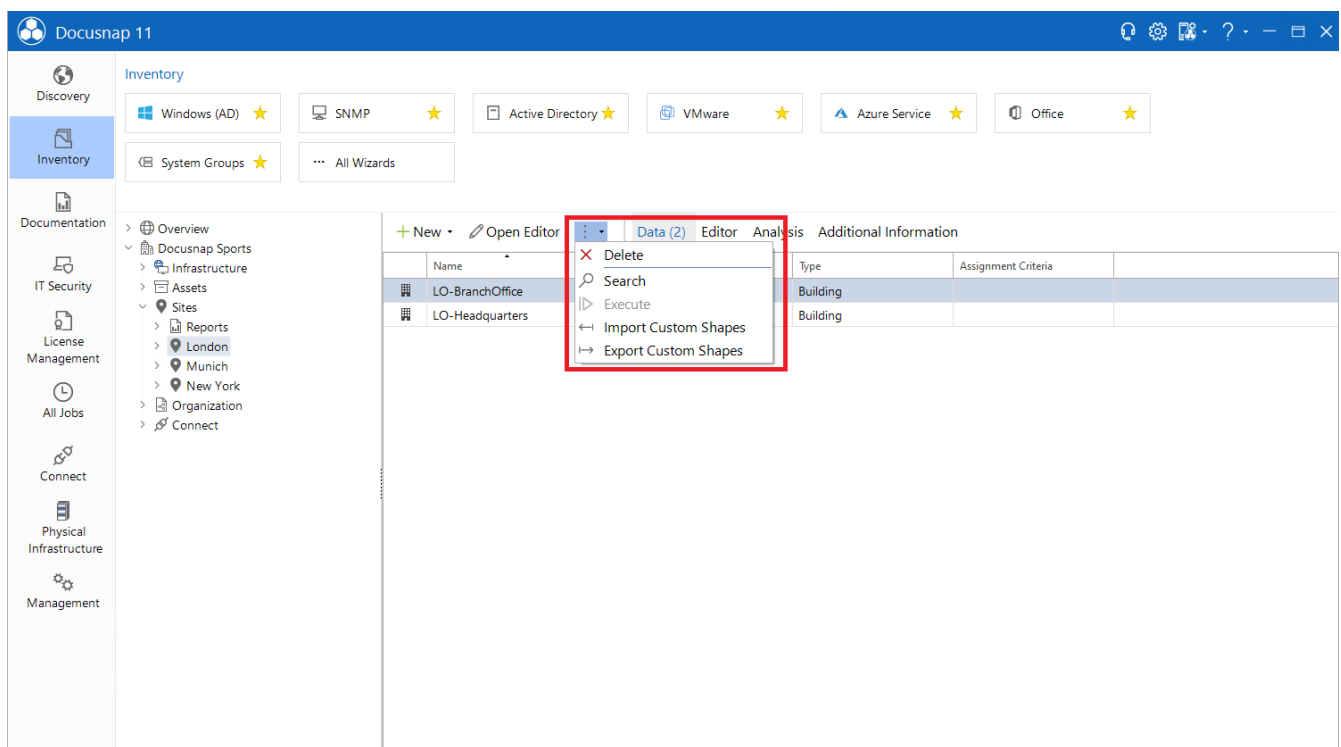 Docusnap 11
Discovery
Inventory
Documentation
IT Security
License
Management
All Jobs
Connect
Physical
Infrastructure
Management
Inventory
Windows (AD)
SNMP
Active Directory
VMware
Azure Service
Office
System Groups
All Wizards
Overview
Docusnap Sports
Infrastructure
Assets
Sites
Reports
London
Munich
New York
Organization
Connect
New
Open Editor
Data (2)
Editor
Analysis
Additional Information
Name
Type
Assignment Criteria
LO-BranchOffice
Building
LO-Headquarters
Building
Delete
Search
Execute
Import Custom Shapes
Export Custom Shapes